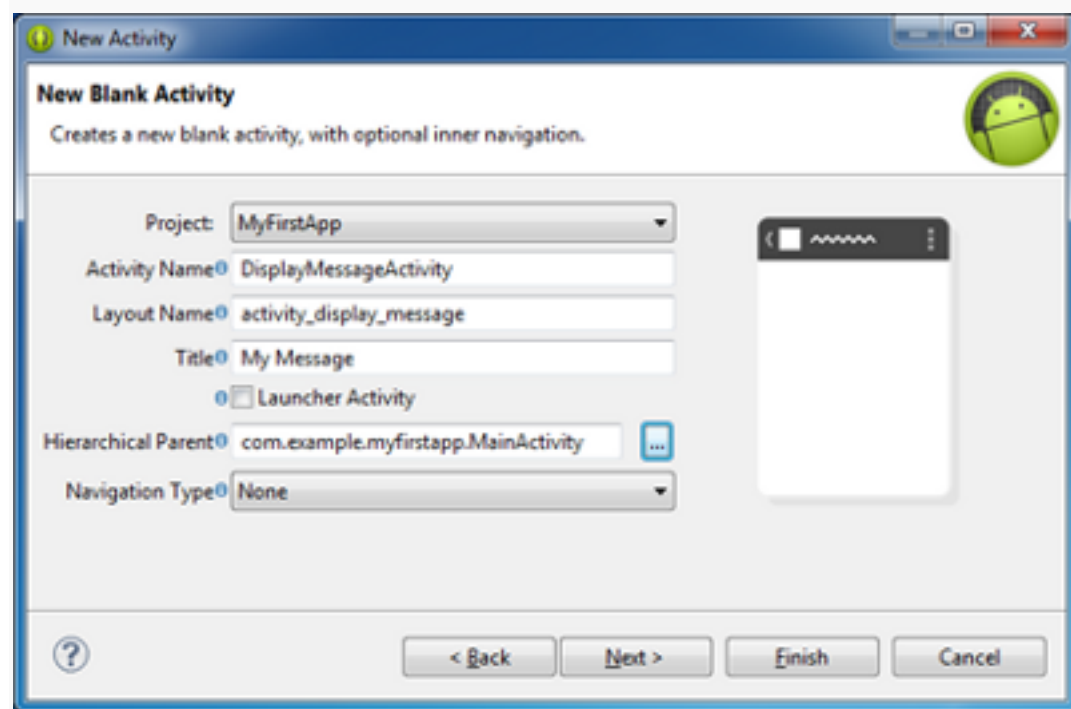 New Activity
New Blank Activity
Creates a new blank activity, with optional inner navigation.
Project: MyFirstApp
Activity Name DisplayMessageActivity
Layout Name activity_display_message
Title My Message
Launcher Activity
Hierarchical Parent com.example.myfirstapp.MainActivity ...
Navigation Type None
? < Back Next > Finish Cancel